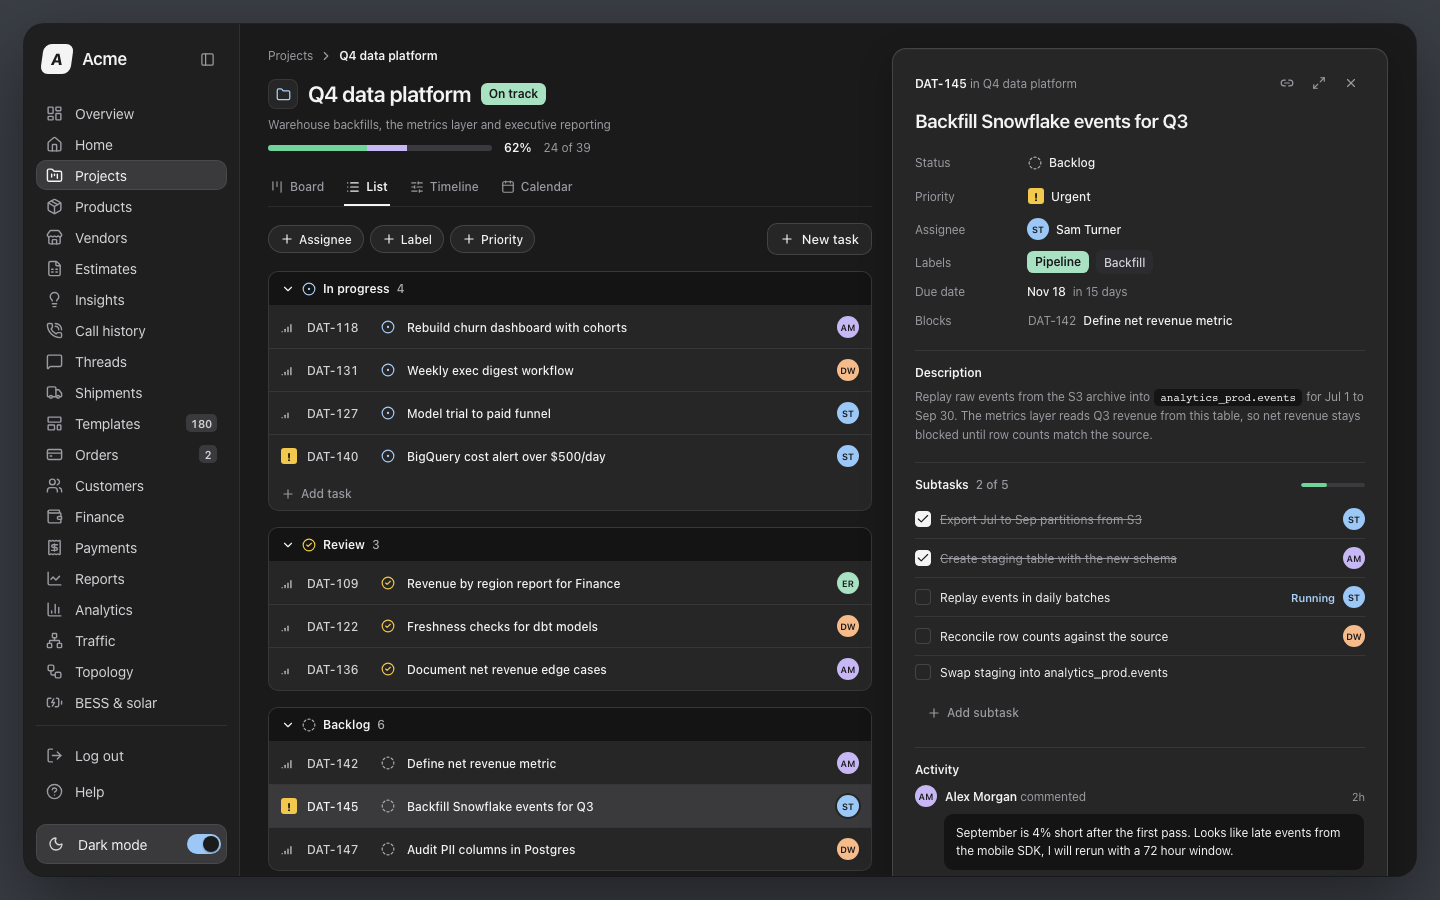 A Acme
Overview
Home
Projects
Products
Vendors
Estimates
Insights
Call history
Threads
Shipments
Templates 180
Orders 2
Customers
Finance
Payments
Reports
Analytics
Traffic
Topology
BESS & solar
Log out
Help
Dark mode
Projects Q4 data platform
Q4 data platform On track
Warehouse backfills, the metrics layer and executive reporting
62% 24 of 39
Board List Timeline Calendar
Assignee Label Priority New task
In progress 4
DAT-118 Rebuild churn dashboard with cohorts AM
DAT-131 Weekly exec digest workflow DW
DAT-127 Model trial to paid funnel ST
! DAT-140 BigQuery cost alert over $500/day ST
Add task
Review 3
DAT-109 Revenue by region report for Finance ER
DAT-122 Freshness checks for dbt models DW
DAT-136 Document net revenue edge cases AM
Backlog 6
DAT-142 Define net revenue metric AM
! DAT-145 Backfill Snowflake events for Q3 ST
DAT-147 Audit PII columns in Postgres DW
DAT-145 in Q4 data platform
Backfill Snowflake events for Q3
Status Backlog
Priority ! Urgent
Assignee ST Sam Turner
Labels Pipeline Backfill
Due date Nov 18 in 15 days
Blocks DAT-142 Define net revenue metric
Description
Replay raw events from the S3 archive into analytics_prod.events for Jul 1 to
Sep 30. The metrics layer reads Q3 revenue from this table, so net revenue stays
blocked until row counts match the source.
Subtasks 2 of 5
Export Jul to Sep partitions from S3 ST
Create staging table with the new schema AM
Replay events in daily batches Running ST
Reconcile row counts against the source DW
Swap staging into analytics_prod.events
Add subtask
Activity
AM Alex Morgan commented 2h
September is 4% short after the first pass. Looks like late events from
the mobile SDK, I will rerun with a 72 hour window.